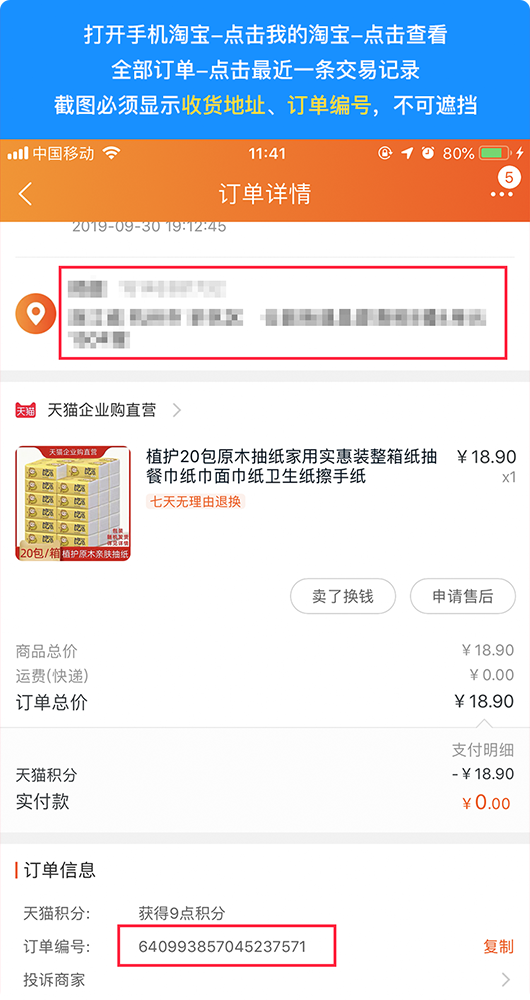 打开手机淘宝–点击我的淘宝–点击查看
全部订单–点击最近一条交易记录
截图必须显示收货地址、订单编号，不可遮挡
中国移动 11:41 80%
订单详情 5
2019-09-30 19:12:45
天猫 天猫企业购直营
天猫企业购直营
20包/箱 植护原木亲肤抽纸
植护20包原木抽纸家用实惠装整箱纸抽 ￥18.90
餐巾纸巾面巾纸卫生纸擦手纸 x1
七天无理由退换
卖了换钱 申请售后
商品总价 ￥18.90
运费(快递) ￥0.00
订单总价 ￥18.90
支付明细
天猫积分 -￥18.90
实付款 ￥0.00
订单信息
天猫积分: 获得9点积分
订单编号: 640993857045237571 复制
投诉商家